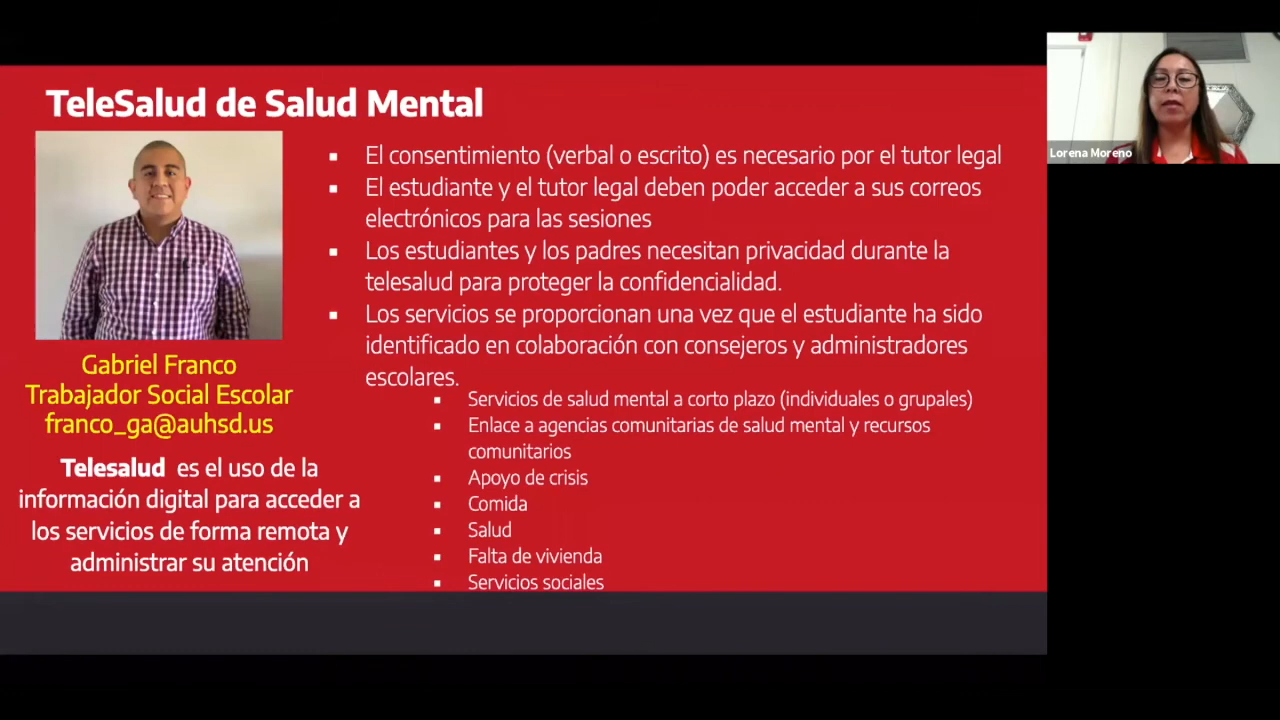 TeleSalud de Salud Mental
Gabriel Franco
Trabajador Social Escolar
franco_ga@auhsd.us
Telesalud es el uso de la
información digital para acceder a
los servicios de forma remota y
administrar su atención
▪ El consentimiento (verbal o escrito) es necesario por el tutor legal
▪ El estudiante y el tutor legal deben poder acceder a sus correos
electrónicos para las sesiones
▪ Los estudiantes y los padres necesitan privacidad durante la
telesalud para proteger la confidencialidad.
▪ Los servicios se proporcionan una vez que el estudiante ha sido
identificado en colaboración con consejeros y administradores
escolares.
▪ Servicios de salud mental a corto plazo (individuales o grupales)
▪ Enlace a agencias comunitarias de salud mental y recursos
comunitarios
▪ Apoyo de crisis
▪ Comida
▪ Salud
▪ Falta de vivienda
▪ Servicios sociales
Lorena Moreno